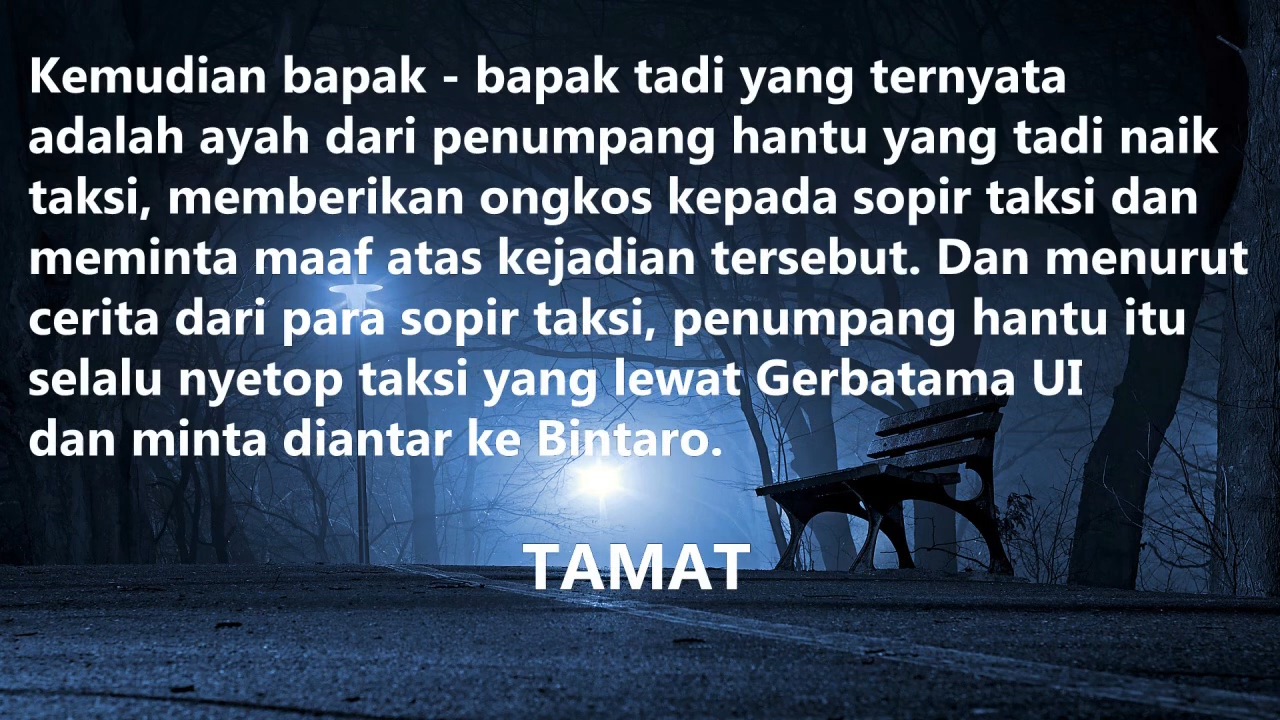 Kemudian bapak - bapak tadi yang ternyata
adalah ayah dari penumpang hantu yang tadi naik
taksi, memberikan ongkos kepada sopir taksi dan
meminta maaf atas kejadian tersebut. Dan menurut
cerita dari para sopir taksi, penumpang hantu itu
selalu nyetop taksi yang lewat Gerbatama UI
dan minta diantar ke Bintaro.
TAMAT